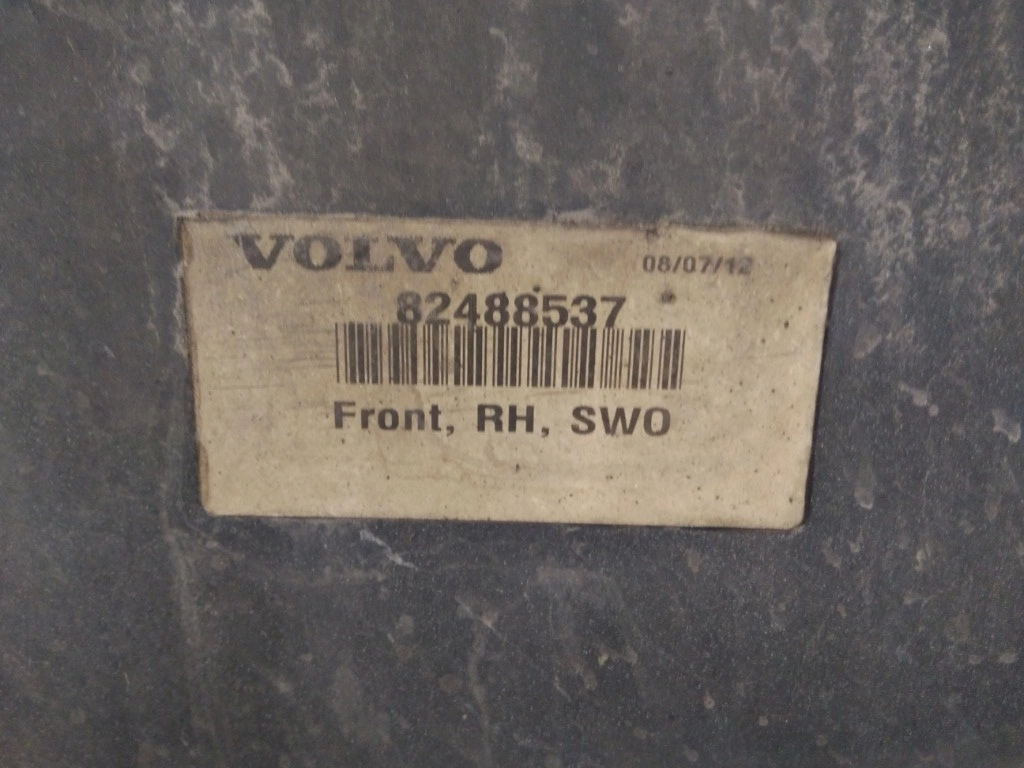 VOLVO 08/07/12
82488537
Front, RH, SWO